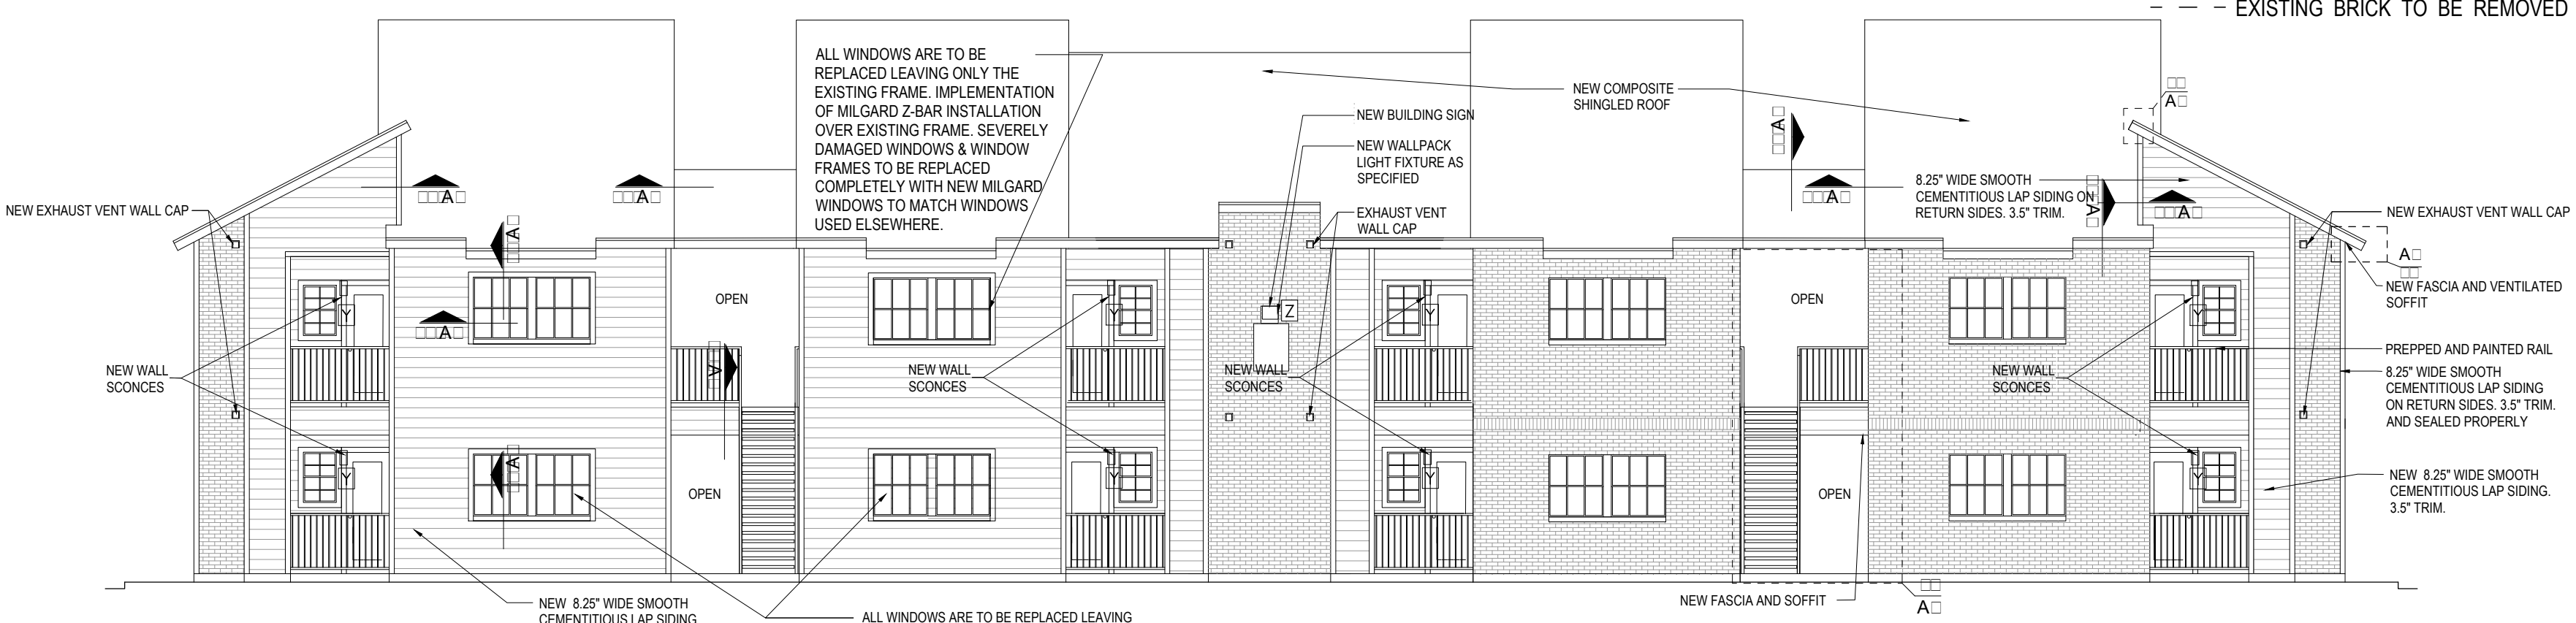 EXISTING BRICK TO BE REMOVED
ALL WINDOWS ARE TO BE
REPLACED LEAVING ONLY THE
EXISTING FRAME. IMPLEMENTATION
OF MILGARD Z-BAR INSTALLATION
OVER EXISTING FRAME. SEVERELY
DAMAGED WINDOWS & WINDOW
FRAMES TO BE REPLACED
COMPLETELY WITH NEW MILGARD
WINDOWS TO MATCH WINDOWS
USED ELSEWHERE.
NEW COMPOSITE
SHINGLED ROOF
NEW BUILDING SIGN
NEW WALLPACK
LIGHT FIXTURE AS
SPECIFIED
EXHAUST VENT
WALL CAP
8.25" WIDE SMOOTH
CEMENTITIOUS LAP SIDING ON
RETURN SIDES. 3.5" TRIM.
NEW EXHAUST VENT WALL CAP
NEW EXHAUST VENT WALL CAP
A
A
A
A
A
A
A
A
A
A
A
A
A
A
NEW FASCIA AND VENTILATED
SOFFIT
OPEN
OPEN
Z
Y
Y
Y
Y
NEW WALL
SCONCES
NEW WALL
SCONCES
NEW WALL
SCONCES
NEW WALL
SCONCES
PREPPED AND PAINTED RAIL
8.25" WIDE SMOOTH
CEMENTITIOUS LAP SIDING
ON RETURN SIDES. 3.5" TRIM.
AND SEALED PROPERLY
Y
Y
Y
Y
OPEN
OPEN
NEW 8.25" WIDE SMOOTH
CEMENTITIOUS LAP SIDING.
3.5" TRIM.
NEW 8.25" WIDE SMOOTH
CEMENTITIOUS LAP SIDING
ALL WINDOWS ARE TO BE REPLACED LEAVING
NEW FASCIA AND SOFFIT
A